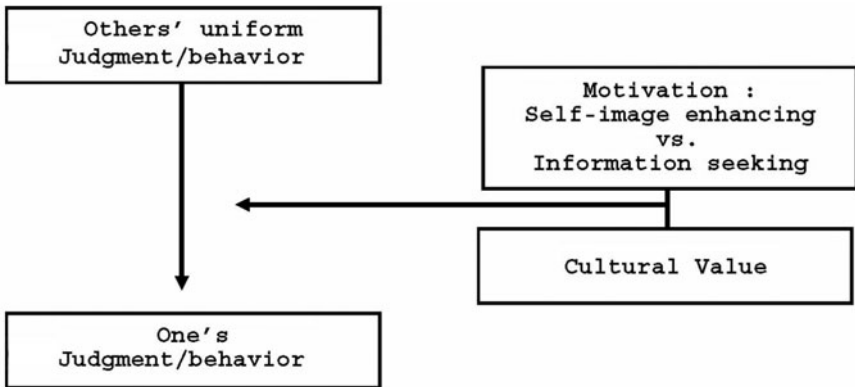 Others’ uniform
Judgment/behavior
Motivation :
Self-image enhancing
vs.
Information seeking
Cultural Value
One’s
Judgment/behavior